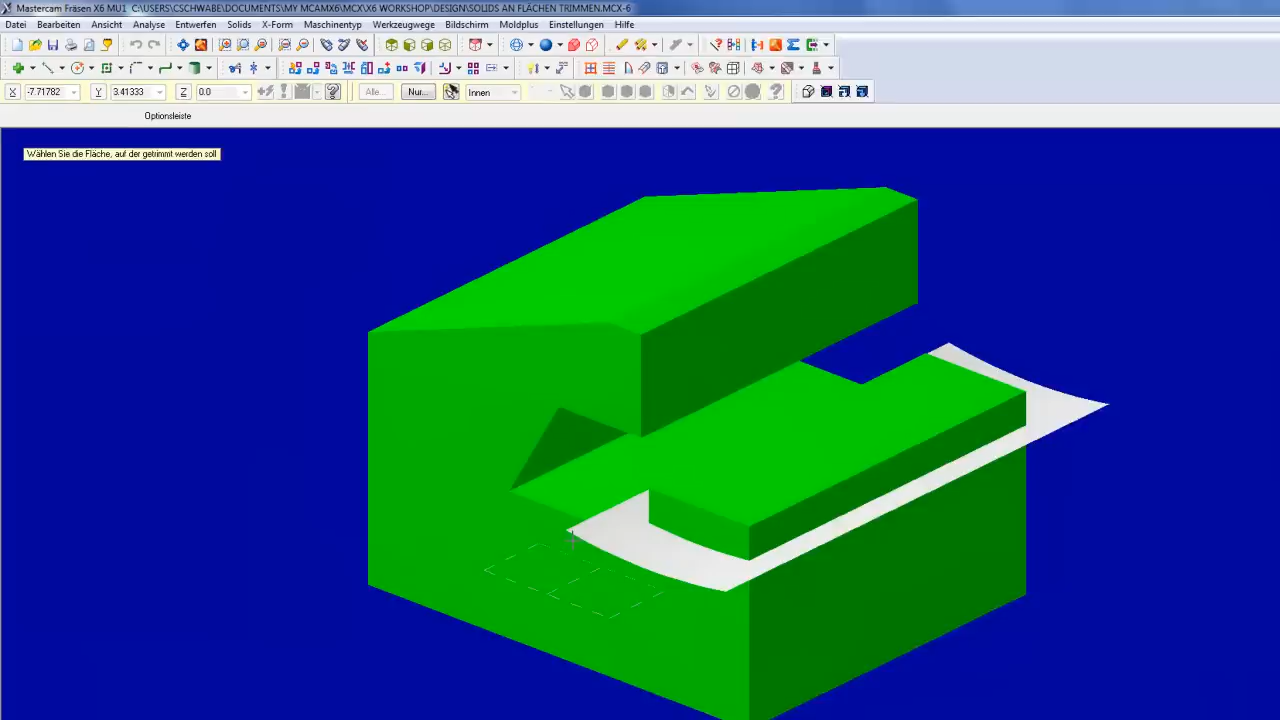 Mastercam Fräsen X6 MU1 C:\USERS\CSCHWABE\DOCUMENTS\MY MCAMX6\MCX\X6 WORKSHOP\DESIGN\SOLIDS AN FLÄCHEN TRIMMEN.MCX-6
Datei Bearbeiten Analyse Entwerfen Solids X-Form Maschinentyp Werkzeugwege Bildschirm Moldplus Einstellungen Hilfe
X -7.71782 Y 3.41333 Z 0.0 Alle... Nur... Innen
Optionsleiste
Wählen Sie die Fläche, auf der getrimmt werden soll